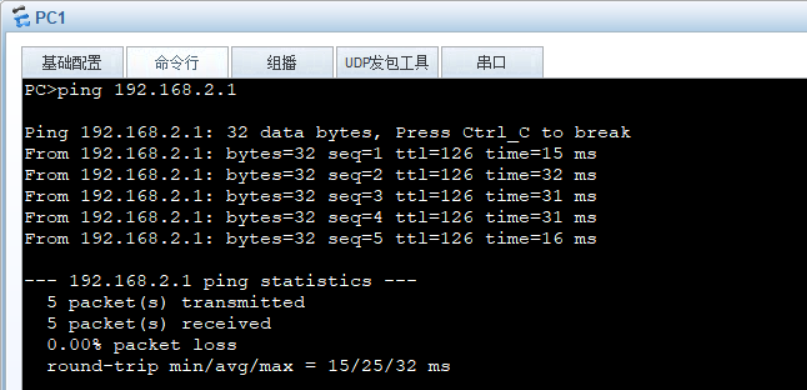 PC1
基础配置 命令行 组播 UDP发包工具 串口
PC>ping 192.168.2.1
Ping 192.168.2.1: 32 data bytes, Press Ctrl_C to break
From 192.168.2.1: bytes=32 seq=1 ttl=126 time=15 ms
From 192.168.2.1: bytes=32 seq=2 ttl=126 time=32 ms
From 192.168.2.1: bytes=32 seq=3 ttl=126 time=31 ms
From 192.168.2.1: bytes=32 seq=4 ttl=126 time=31 ms
From 192.168.2.1: bytes=32 seq=5 ttl=126 time=16 ms
--- 192.168.2.1 ping statistics ---
5 packet(s) transmitted
5 packet(s) received
0.00% packet loss
round-trip min/avg/max = 15/25/32 ms